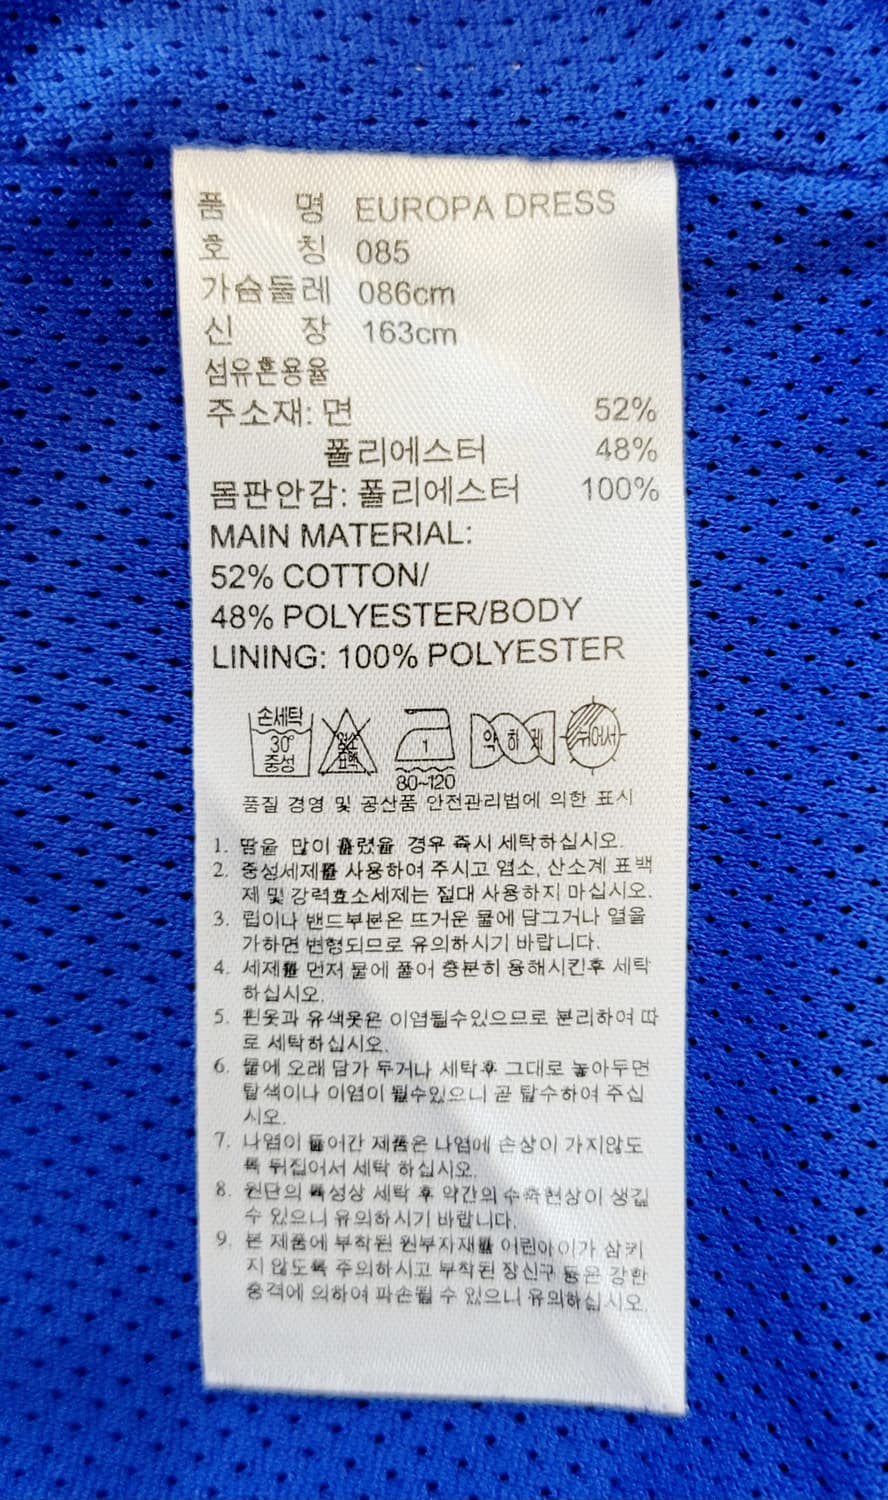 품 명 EUROPA DRESS
호 칭 085
가슴둘레 086cm
신 장 163cm
섬유혼용율
주소재: 면 52%
폴리에스터 48%
몸판안감: 폴리에스터 100%
MAIN MATERIAL:
52% COTTON/
48% POLYESTER/BODY
LINING: 100% POLYESTER
손세탁 30° 중성 염소 표백 1 80~120 약하게 뉘어서
품질 경영 및 공산품 안전관리법에 의한 표시
1. 땀을 많이 흘렸을 경우 즉시 세탁하십시오.
2. 중성세제를 사용하여 주시고 염소, 산소계 표백
제 및 강력효소세제는 절대 사용하지 마십시오.
3. 립이나 밴드부분은 뜨거운 물에 담그거나 열을
가하면 변형되므로 유의하시기 바랍니다.
4. 세제를 먼저 물에 풀어 충분히 용해시킨후 세탁
하십시오.
5. 흰옷과 유색옷은 이염될수있으므로 분리하여 따
로 세탁하십시오.
6. 물에 오래 담가 두거나 세탁후 그대로 놓아두면
탈색이나 이염이 될수있으니 곧 탈수하여 주십
시오.
7. 나염이 들어간 제품은 나염에 손상이 가지않도
록 뒤집어서 세탁 하십시오.
8. 원단의 특성상 세탁 후 약간의 수축현상이 생길
수 있으니 유의하시기 바랍니다.
9. 본 제품에 부착된 원부자재를 어린아이가 삼키
지 않도록 주의하시고 부착된 장신구 등은 강한
충격에 의하여 파손될 수 있으니 유의하십시오.